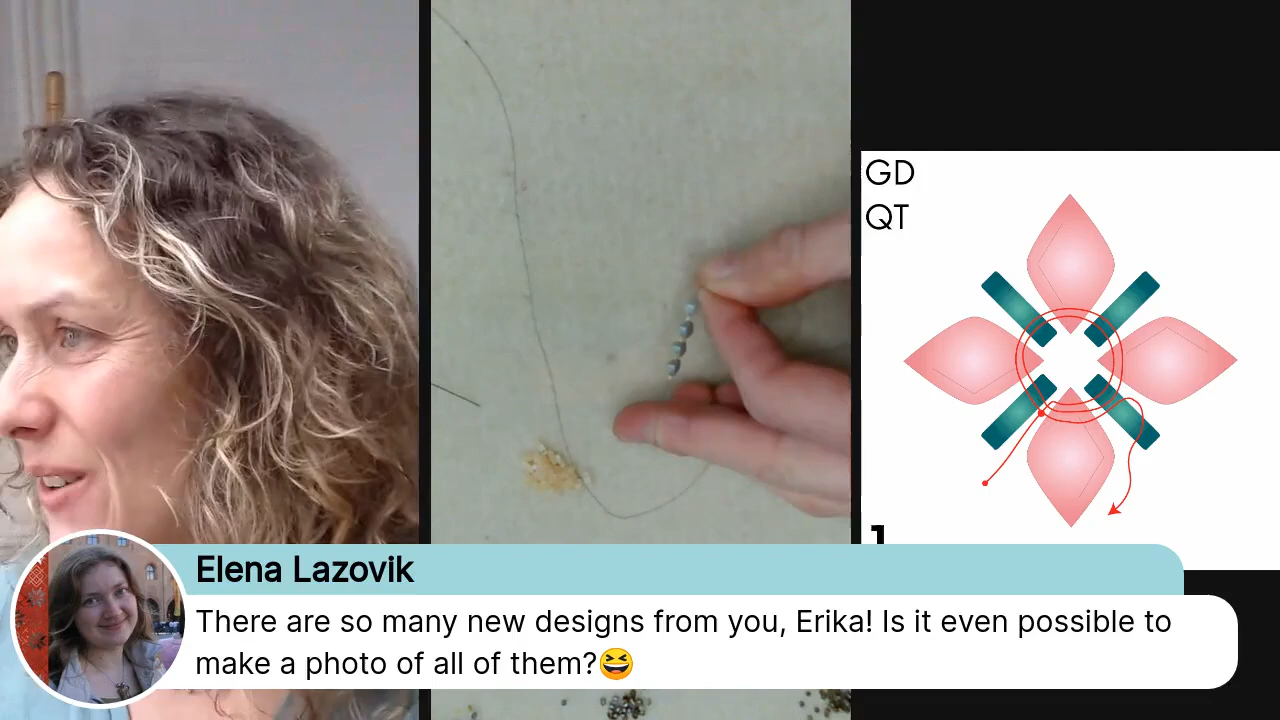 GD
QT
Elena Lazovik
There are so many new designs from you, Erika! Is it even possible to
make a photo of all of them?😆